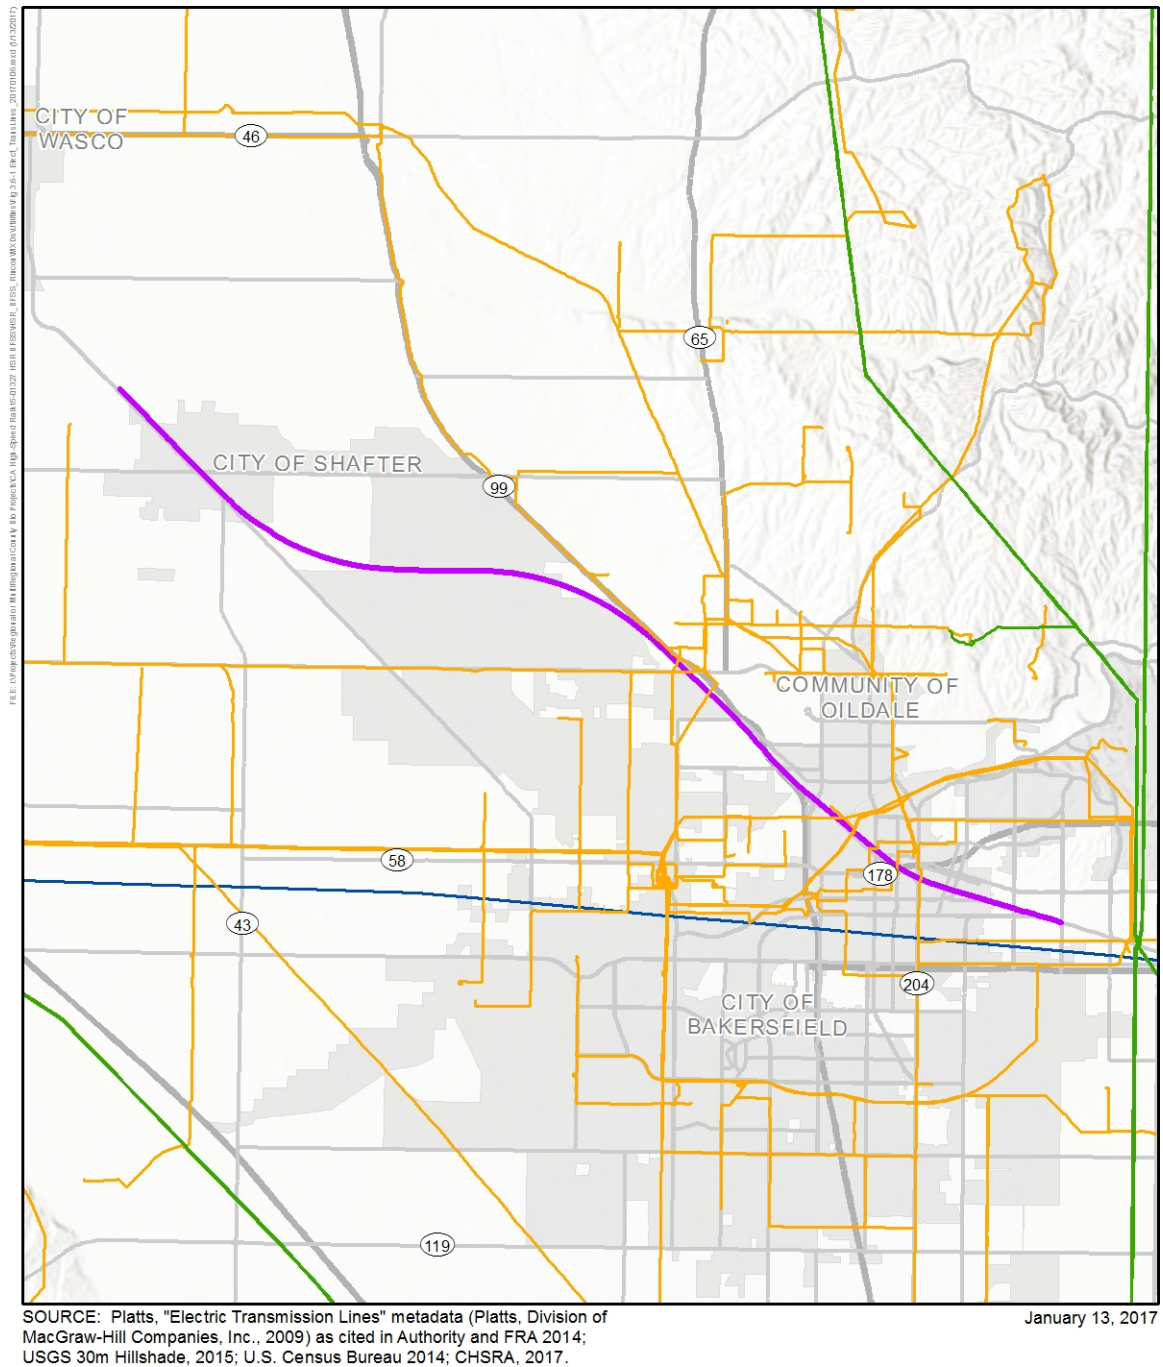 CITY OF
WASCO
46
65
CITY OF SHAFTER
99
COMMUNITY OF
OILDALE
58
178
43
204
CITY OF
BAKERSFIELD
119
SOURCE: Platts, "Electric Transmission Lines" metadata (Platts, Division of
MacGraw-Hill Companies, Inc., 2009) as cited in Authority and FRA 2014;
USGS 30m Hillshade, 2015; U.S. Census Bureau 2014; CHSRA, 2017.
January 13, 2017